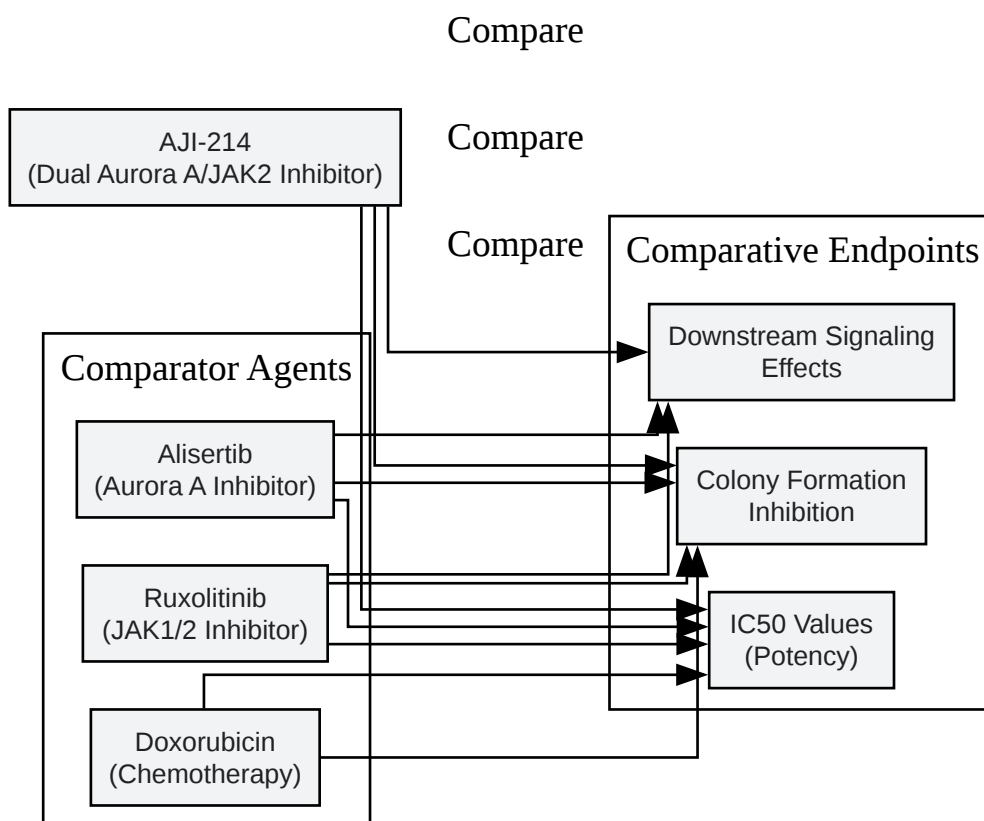 Compare
AJI-214
(Dual Aurora A/JAK2 Inhibitor)
Compare
Compare
Comparative Endpoints
Downstream Signaling
Effects
Comparator Agents
Alisertib
(Aurora A Inhibitor)
Colony Formation
Inhibition
Ruxolitinib
(JAK1/2 Inhibitor)
IC50 Values
(Potency)
Doxorubicin
(Chemotherapy)